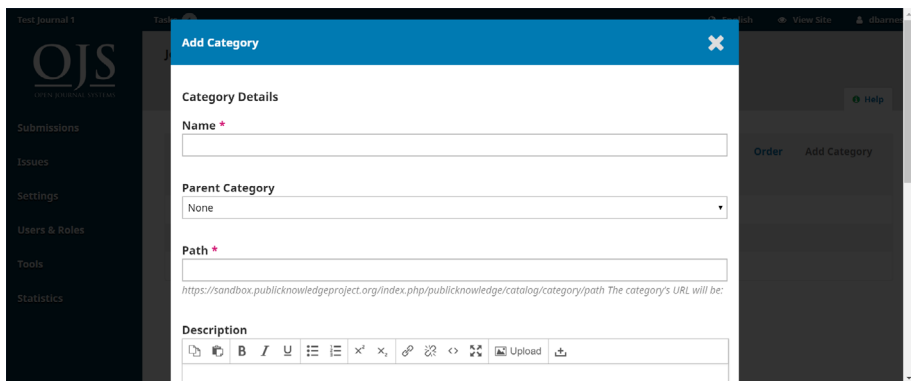 Test Journal 1 Tasks English View Site dbarnes
Add Category
OJS
OPEN JOURNAL SYSTEMS
Help
Category Details
Submissions
Name *
Order Add Category
Issues
Parent Category
Settings
None
Users & Roles
Path *
Tools
https://sandbox.publicknowledgeproject.org/index.php/publicknowledge/catalog/category/path The category's URL will be:
Statistics
Description
B I U x² x₂ Upload